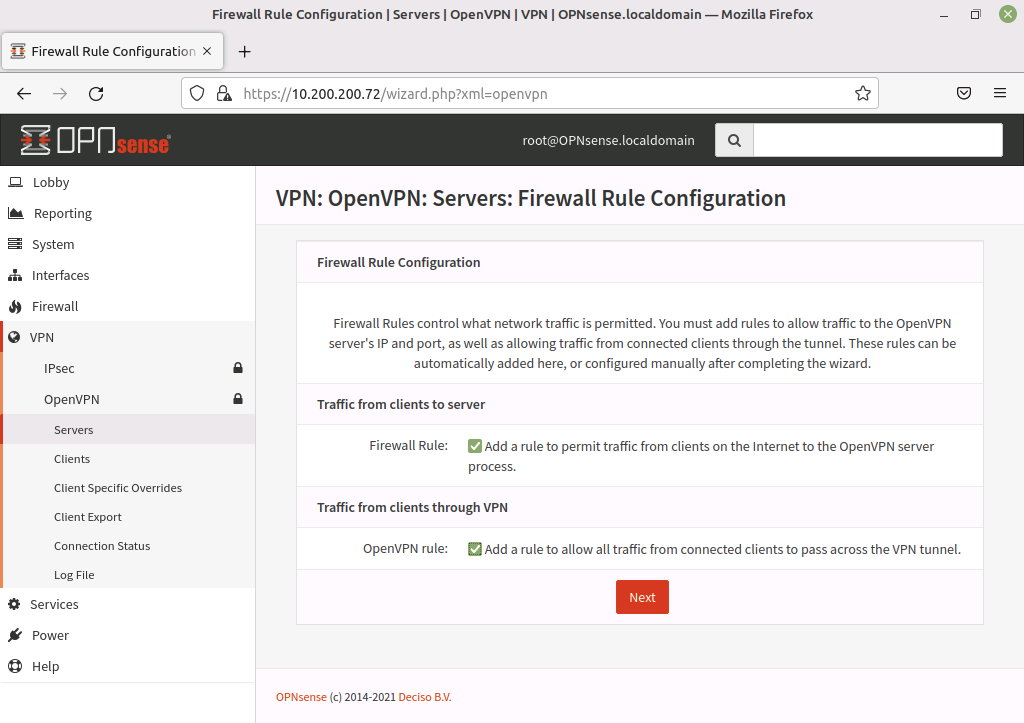 Firewall Rule Configuration | Servers | OpenVPN | VPN | OPNsense.localdomain — Mozilla Firefox
Firewall Rule Configuration
https://10.200.200.72/wizard.php?xml=openvpn
OPNsense
root@OPNsense.localdomain
Lobby
Reporting
System
Interfaces
Firewall
VPN
IPsec
OpenVPN
Servers
Clients
Client Specific Overrides
Client Export
Connection Status
Log File
Services
Power
Help
VPN: OpenVPN: Servers: Firewall Rule Configuration
Firewall Rule Configuration
Firewall Rules control what network traffic is permitted. You must add rules to allow traffic to the OpenVPN
server's IP and port, as well as allowing traffic from connected clients through the tunnel. These rules can be
automatically added here, or configured manually after completing the wizard.
Traffic from clients to server
Firewall Rule: Add a rule to permit traffic from clients on the Internet to the OpenVPN server
process.
Traffic from clients through VPN
OpenVPN rule: Add a rule to allow all traffic from connected clients to pass across the VPN tunnel.
Next
OPNsense (c) 2014-2021 Deciso B.V.